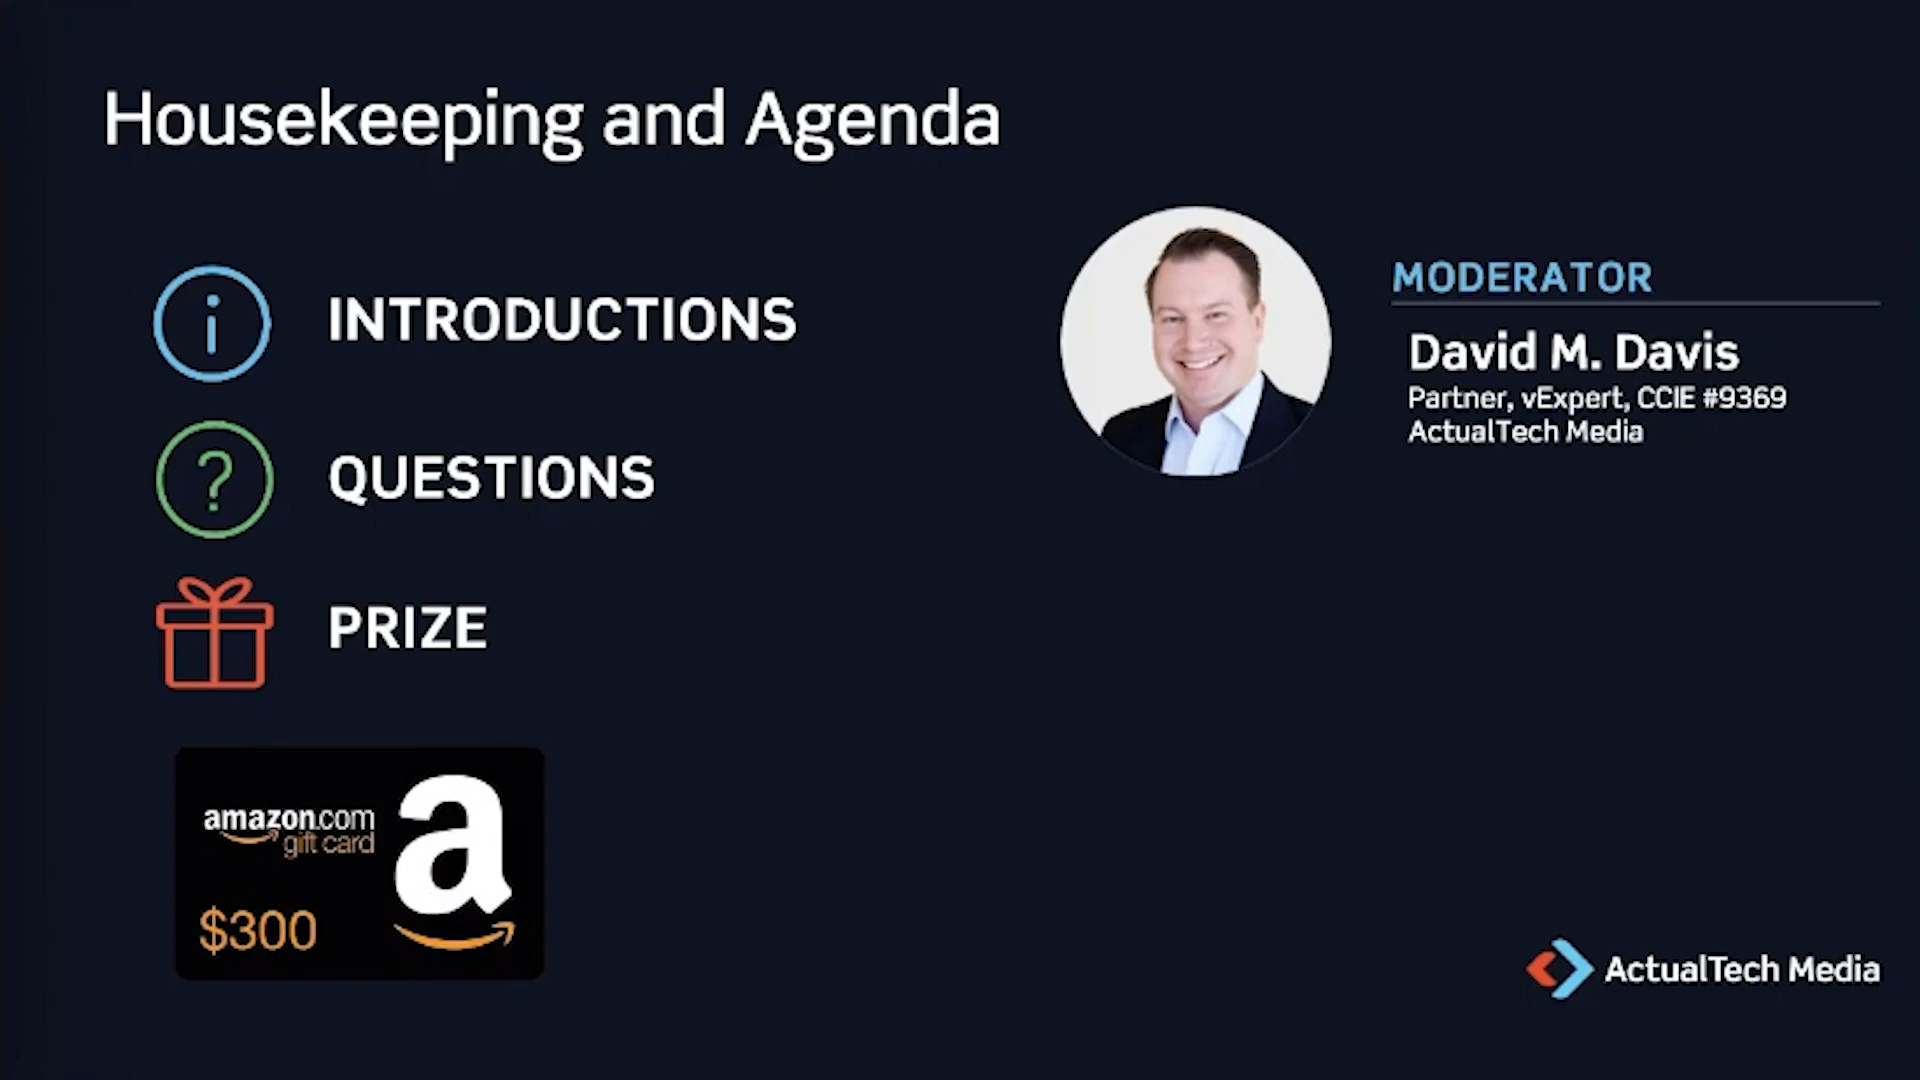 Housekeeping and Agenda
INTRODUCTIONS
QUESTIONS
PRIZE
amazon.com
gift card
$300
MODERATOR
David M. Davis
Partner, vExpert, CCIE #9369
ActualTech Media
ActualTech Media